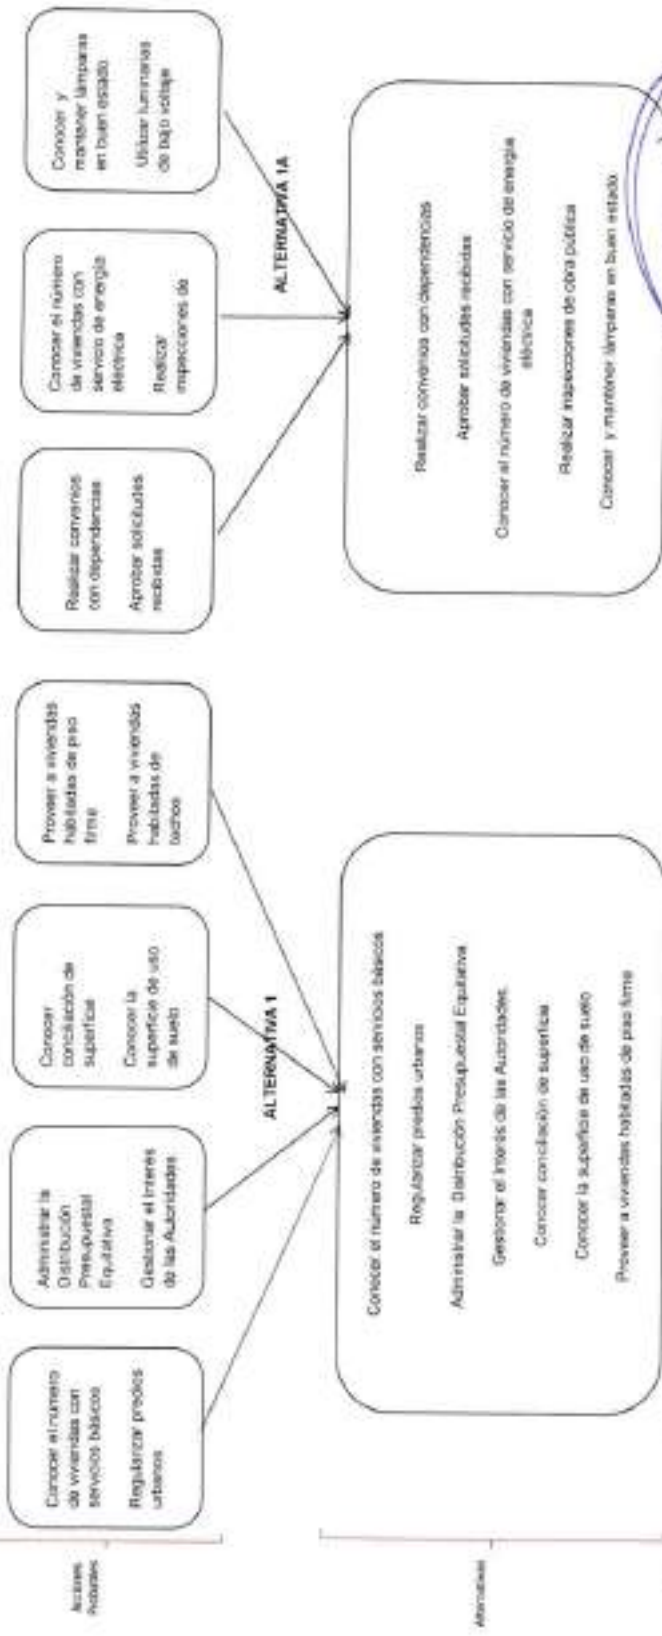 Acciones
Probables
Conocer el número
de viviendas con
servicios básicos
Regularizar predios
urbanos
Administrar la
Distribución
Presupuestal
Equitativa
Gestionar el Interés
de las Autoridades
Conocer
conciliación de
superficie
Conocer la
superficie de uso
de suelo
Proveer a viviendas
habitadas de piso
firme
Proveer a viviendas
habitadas de
techos
Realizar convenios
con dependencias
Aprobar solicitudes
recibidas
Conocer el número
de viviendas con
servicio de energía
eléctrica
Realizar
inspecciones de
Conocer y
mantener lámparas
en buen estado
Utilizar luminarias
de bajo voltaje
ALTERNATIVA 1
ALTERNATIVA 1A
Alternativas
Conocer el número de viviendas con servicios básicos
Regularizar predios urbanos
Administrar la Distribución Presupuestal Equitativa
Gestionar el Interés de las Autoridades.
Conocer conciliación de superficie
Conocer la superficie de uso de suelo
Proveer a viviendas habitadas de piso firme
Realizar convenios con dependencias
Aprobar solicitudes recibidas
Conocer el número de viviendas con servicio de energía
eléctrica
Realizar inspecciones de obra pública
Conocer y mantener lámparas en buen estado